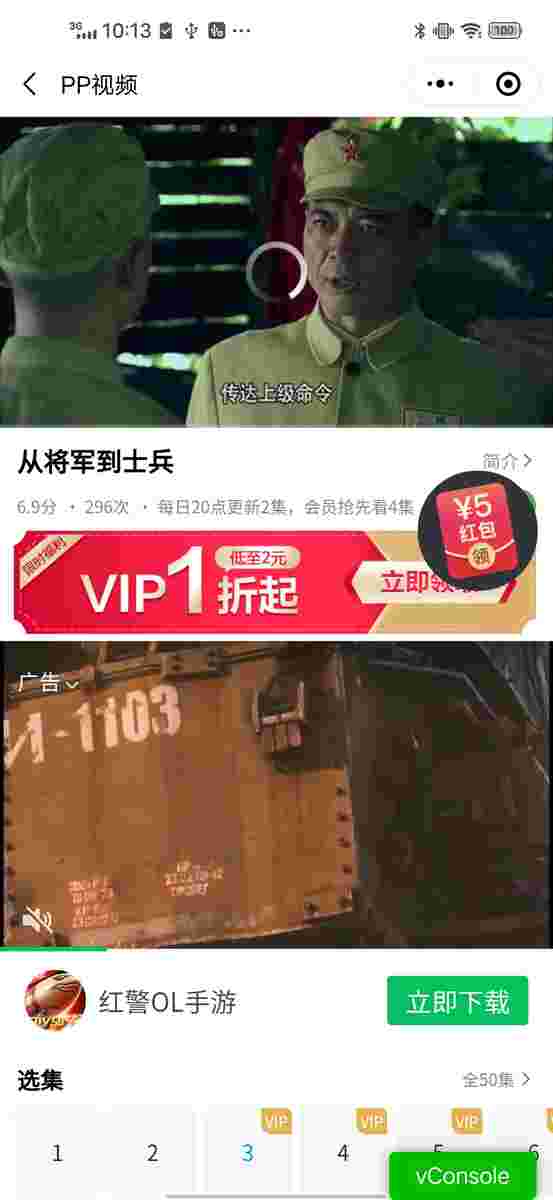 3G 10:13 100
PP视频
传达上级命令
从将军到士兵
简介
6.9分 · 296次 · 每日20点更新2集，会员抢先看4集
¥5
红包
领
限时福利
VIP1折起
低至2元
立即领
广告
1-1103
红警OL手游
立即下载
选集
全50集
VIP VIP VIP
1 2 3 4 5 6
vConsole